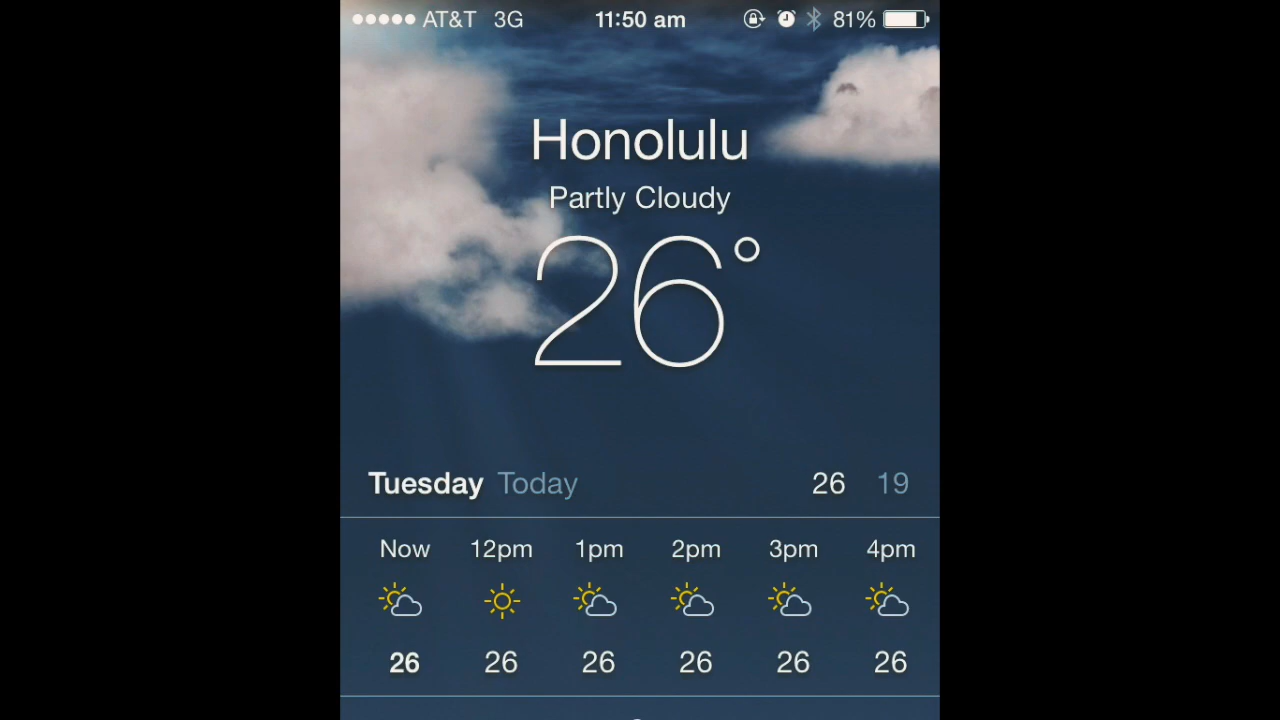 AT&T 3G 11:50 am 81%
Honolulu
Partly Cloudy
26°
Tuesday Today 26 19
Now 12pm 1pm 2pm 3pm 4pm
26 26 26 26 26 26